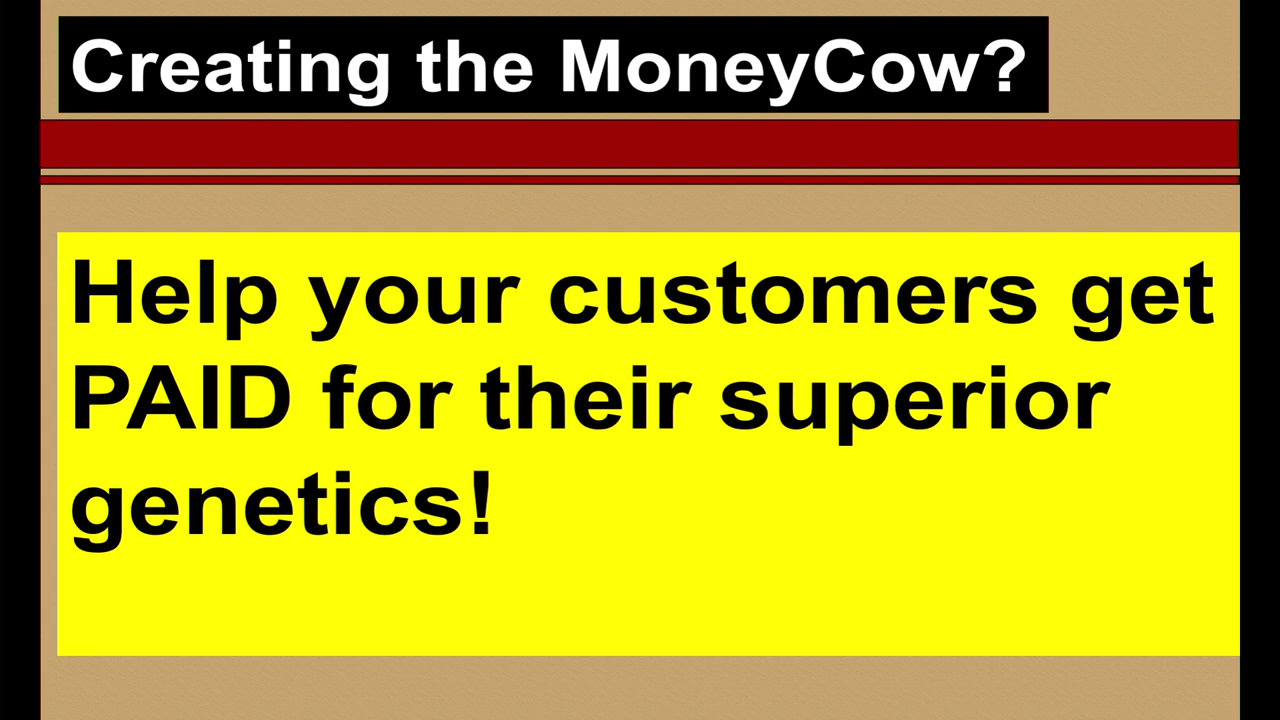 Creating the MoneyCow?
Help your customers get
PAID for their superior
genetics!